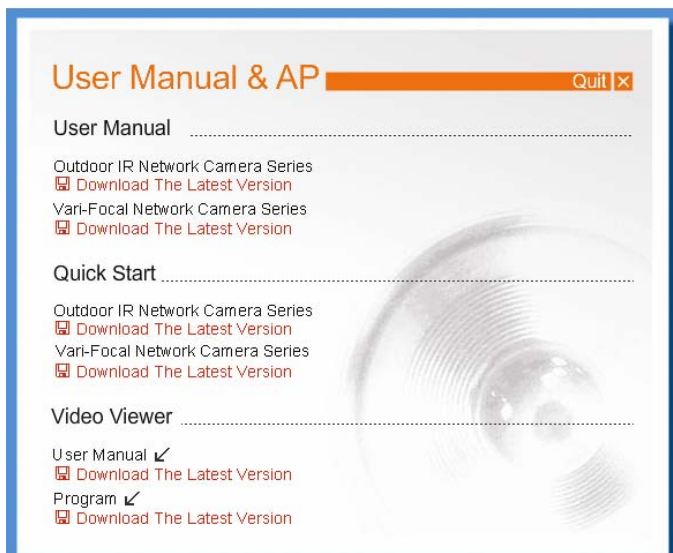 User Manual & AP
Quit
User Manual
Outdoor IR Network Camera Series
Download The Latest Version
Vari-Focal Network Camera Series
Download The Latest Version
Quick Start
Outdoor IR Network Camera Series
Download The Latest Version
Vari-Focal Network Camera Series
Download The Latest Version
Video Viewer
User Manual
Download The Latest Version
Program
Download The Latest Version